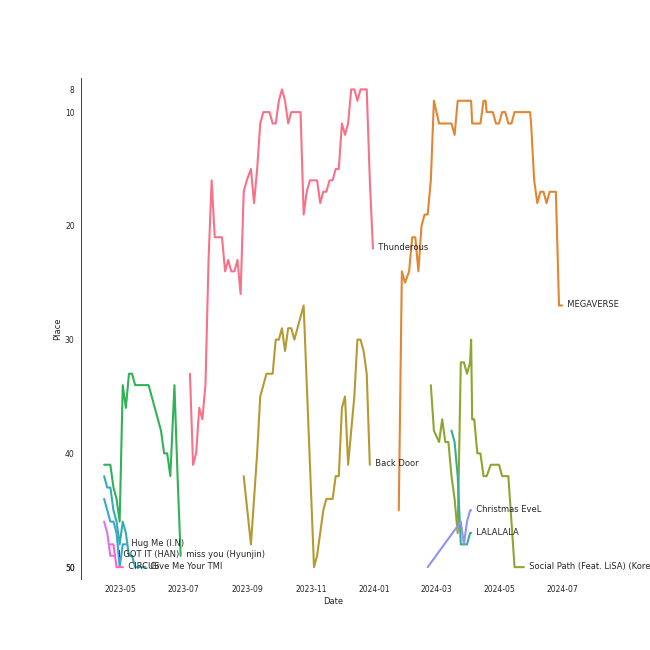 8
10
20
30
40
50
Place
Thunderous
MEGAVERSE
Back Door
Christmas EveL
LALALALA
Hug Me (I.N)
I GOT IT (HAN)
I miss you (Hyunjin)
CIRCUS
Give Me Your TMI
Social Path (Feat. LiSA) (Kore
2023-05
2023-07
2023-09
2023-11
2024-01
2024-03
2024-05
2024-07
Date